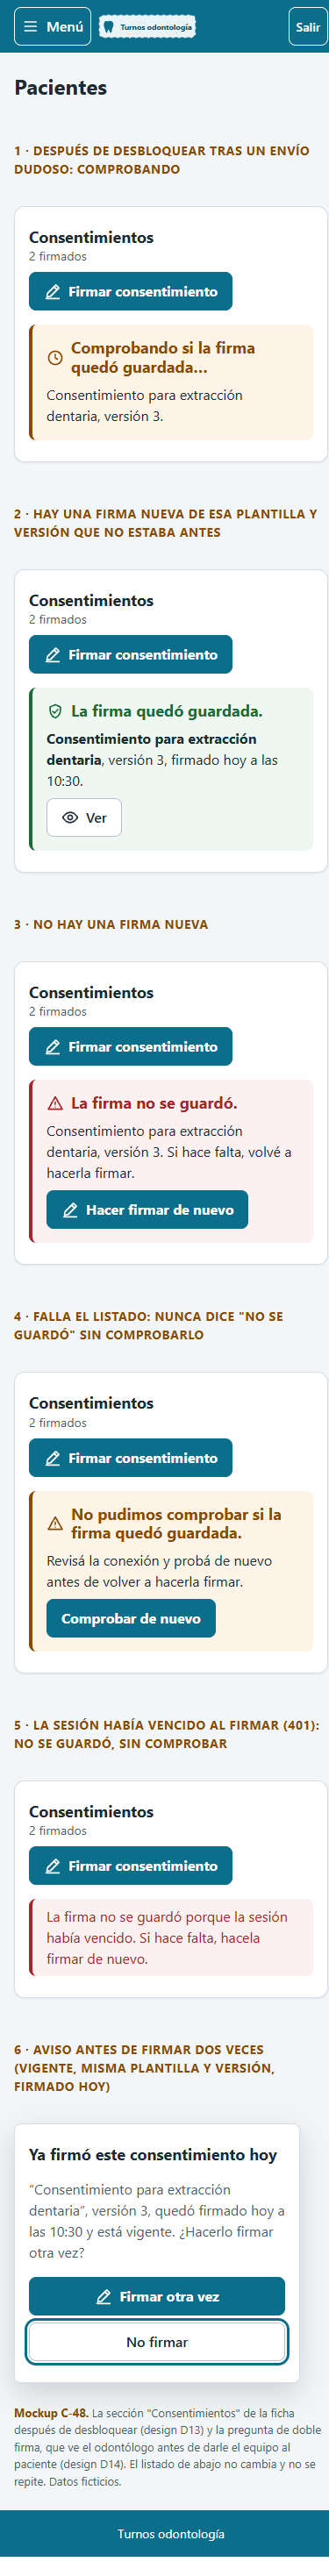 Menú
Turnos odontología
Salir
Pacientes
1 · DESPUÉS DE DESBLOQUEAR TRAS UN ENVÍO
DUDOSO: COMPROBANDO
Consentimientos
2 firmados
Firmar consentimiento
Comprobando si la firma
quedó guardada…
Consentimiento para extracción
dentaria, versión 3.
2 · HAY UNA FIRMA NUEVA DE ESA PLANTILLA Y
VERSIÓN QUE NO ESTABA ANTES
Consentimientos
2 firmados
Firmar consentimiento
La firma quedó guardada.
Consentimiento para extracción
dentaria, versión 3, firmado hoy a las
10:30.
Ver
3 · NO HAY UNA FIRMA NUEVA
Consentimientos
2 firmados
Firmar consentimiento
La firma no se guardó.
Consentimiento para extracción
dentaria, versión 3. Si hace falta, volvé a
hacerla firmar.
Hacer firmar de nuevo
4 · FALLA EL LISTADO: NUNCA DICE "NO SE
GUARDÓ" SIN COMPROBARLO
Consentimientos
2 firmados
Firmar consentimiento
No pudimos comprobar si la
firma quedó guardada.
Revisá la conexión y probá de nuevo
antes de volver a hacerla firmar.
Comprobar de nuevo
5 · LA SESIÓN HABÍA VENCIDO AL FIRMAR (401):
NO SE GUARDÓ, SIN COMPROBAR
Consentimientos
2 firmados
Firmar consentimiento
La firma no se guardó porque la sesión
había vencido. Si hace falta, hacela
firmar de nuevo.
6 · AVISO ANTES DE FIRMAR DOS VECES
(VIGENTE, MISMA PLANTILLA Y VERSIÓN,
FIRMADO HOY)
Ya firmó este consentimiento hoy
“Consentimiento para extracción
dentaria”, versión 3, quedó firmado hoy a
las 10:30 y está vigente. ¿Hacerlo firmar
otra vez?
Firmar otra vez
No firmar
Mockup C-48. La sección "Consentimientos" de la ficha
después de desbloquear (design D13) y la pregunta de doble
firma, que ve el odontólogo antes de darle el equipo al
paciente (design D14). El listado de abajo no cambia y no se
repite. Datos ficticios.
Turnos odontología